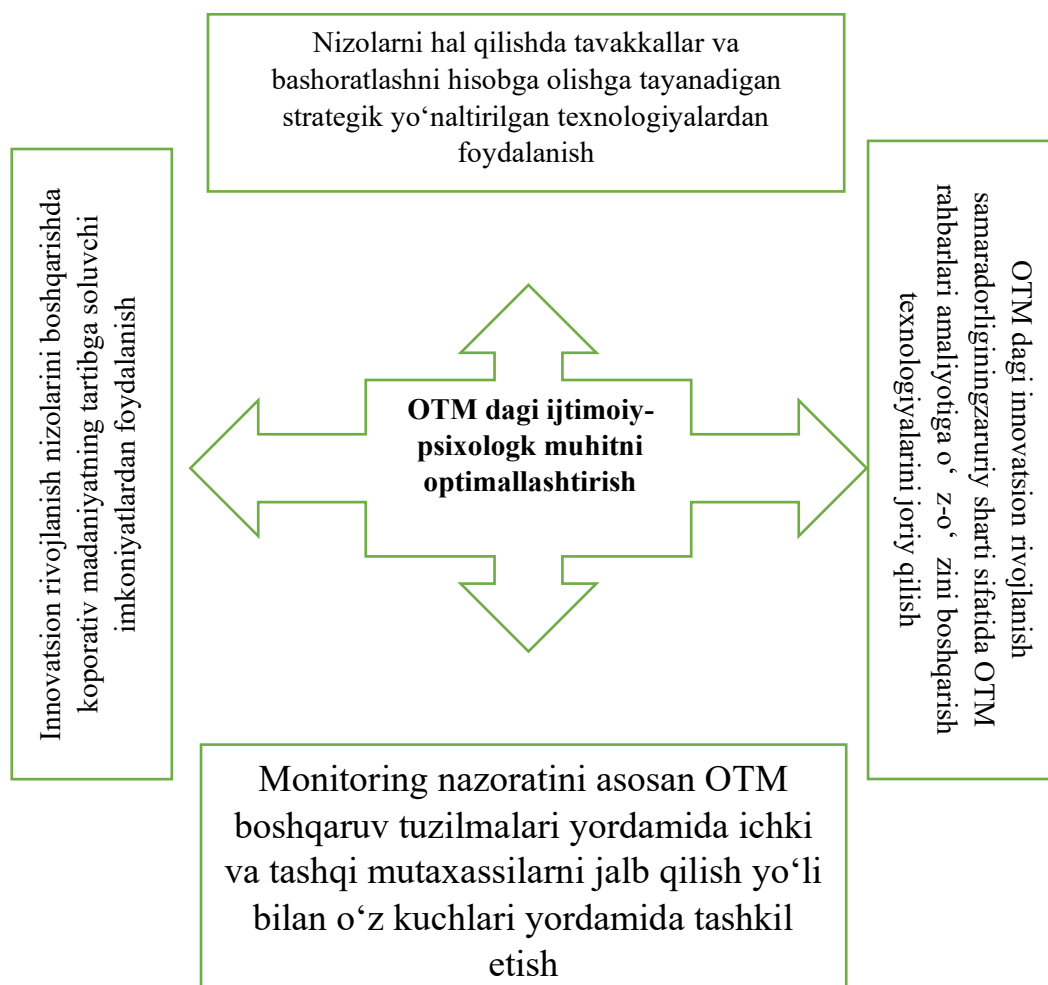 Nizolarni hal qilishda tavakkallar va
bashoratlashni hisobga olishga tayanadigan
strategik yo‘naltirilgan texnologiyalardan
foydalanish
Innovatsion rivojlanish nizolarini boshqarishda
koporativ madaniyatning tartibga soluvchi
imkoniyatlardan foydalanish
OTM dagi ijtimoiy-
psixologk muhitni
optimallashtirish
OTM dagi innovatsion rivojlanish
samaradorliginingzaruriy sharti sifatida OTM
rahbarlari amaliyotiga o‘ z-o‘ zini boshqarish
texnologiyalarini joriy qilish
Monitoring nazoratini asosan OTM
boshqaruv tuzilmalari yordamida ichki
va tashqi mutaxassilarni jalb qilish yo‘li
bilan o‘z kuchlari yordamida tashkil
etish